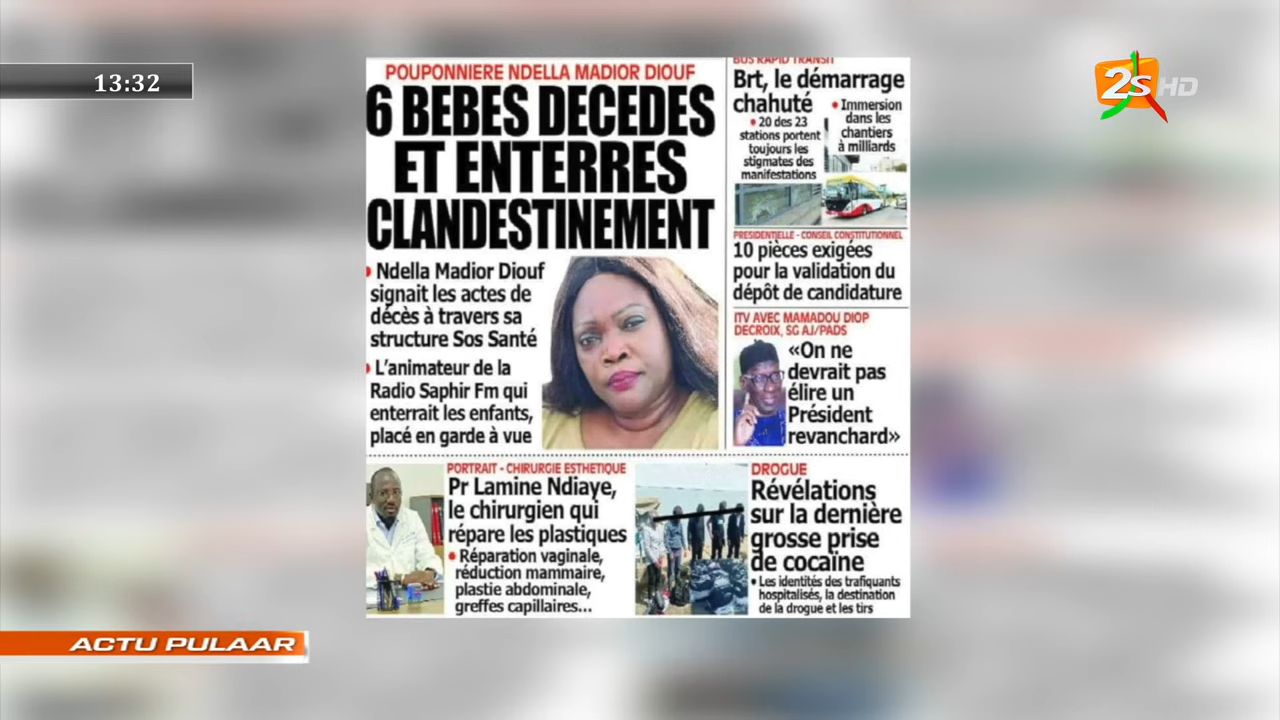 13:32
2S HD
POUPONNIERE NDELLA MADIOR DIOUF
6 BEBES DECEDES
ET ENTERRES
CLANDESTINEMENT
• Ndella Madior Diouf
signait les actes de
décès à travers sa
structure Sos Santé
• L'animateur de la
Radio Saphir Fm qui
enterrait les enfants,
placé en garde à vue
BUS RAPID TRANSIT
Brt, le démarrage
chahuté
• 20 des 23
stations portent
toujours les
stigmates des
manifestations
• Immersion
dans les
chantiers
à milliards
PRESIDENTIELLE - CONSEIL CONSTITUTIONNEL
10 pièces exigées
pour la validation du
dépôt de candidature
ITV AVEC MAMADOU DIOP
DECROIX, SG AJ/PADS
«On ne
devrait pas
élire un
Président
revanchard»
PORTRAIT - CHIRURGIE ESTHETIQUE
Pr Lamine Ndiaye,
le chirurgien qui
répare les plastiques
• Réparation vaginale,
réduction mammaire,
plastie abdominale,
greffes capillaires...
DROGUE
Révélations
sur la dernière
grosse prise
de cocaïne
• Les identités des trafiquants
hospitalisés, la destination
de la drogue et les tirs
ACTU PULAAR